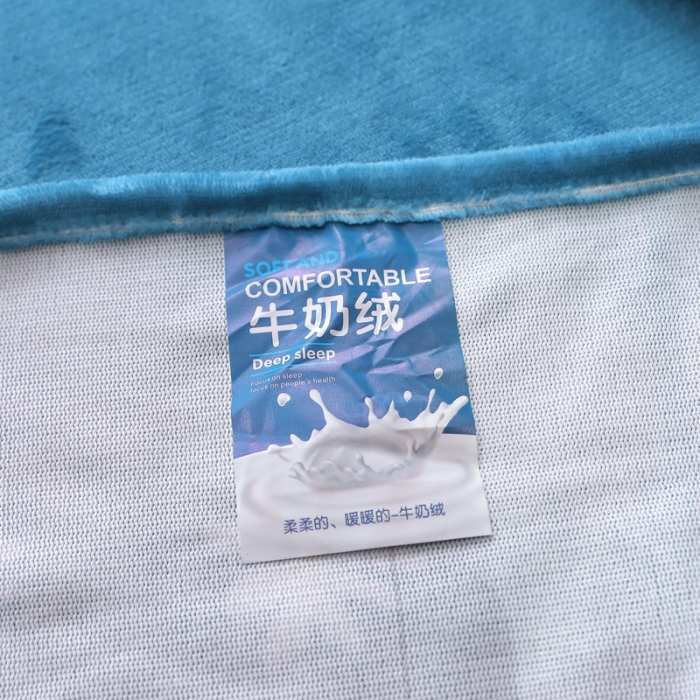 SOFT AND
COMFORTABLE
牛奶绒
Deep sleep
Focus on sleep
focus on people's health
柔柔的、暖暖的-牛奶绒